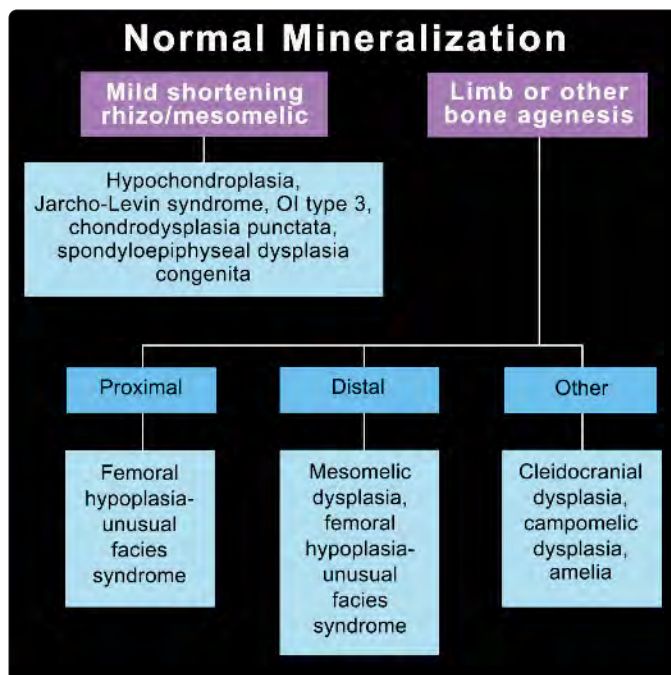 Normal Mineralization
Mild shortening
rhizo/mesomelic
Limb or other
bone agenesis
Hypochondroplasia,
Jarcho-Levin syndrome, OI type 3,
chondrodysplasia punctata,
spondyloepiphyseal dysplasia
congenita
Proximal
Distal
Other
Femoral
hypoplasia-
unusual
facies
syndrome
Mesomelic
dysplasia,
femoral
hypoplasia-
unusual
facies
syndrome
Cleidocranial
dysplasia,
campomelic
dysplasia,
amelia